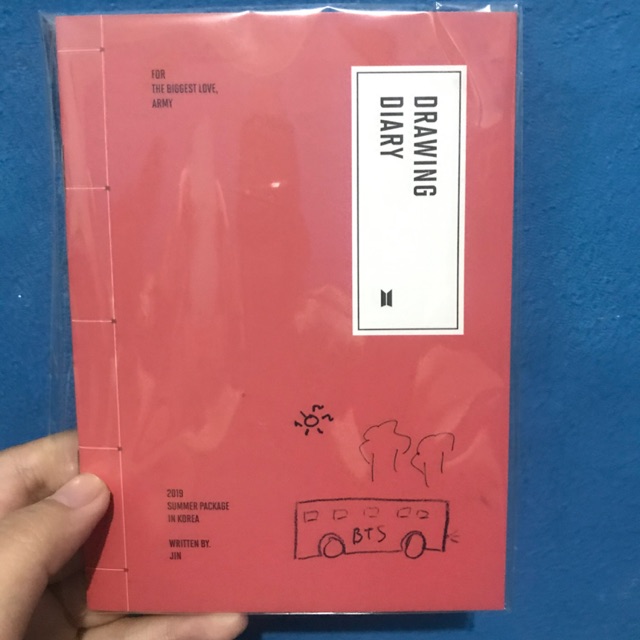 FOR
THE BIGGEST LOVE,
ARMY
DRAWING
DIARY
2019
SUMMER PACKAGE
IN KOREA
WRITTEN BY.
JIN
BTS